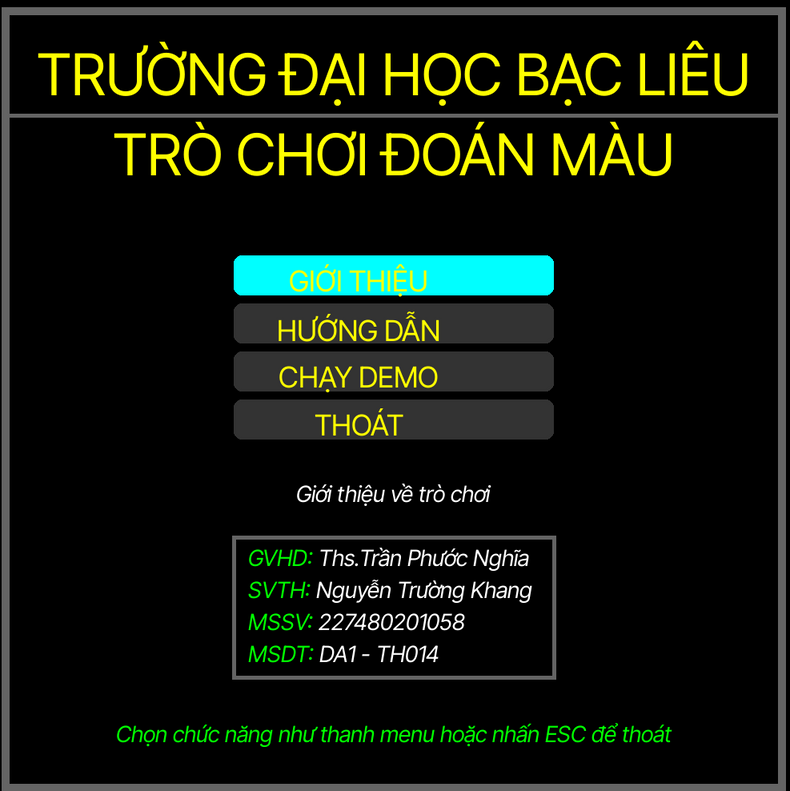 TRƯỜNG ĐẠI HỌC BẠC LIÊU
TRÒ CHƠI ĐOÁN MÀU
GIỚI THIỆU
HƯỚNG DẪN
CHẠY DEMO
THOÁT
Giới thiệu về trò chơi
GVHD: Ths.Trần Phước Nghĩa
SVTH: Nguyễn Trường Khang
MSSV: 227480201058
MSDT: DA1 - TH014
Chọn chức năng như thanh menu hoặc nhấn ESC để thoát